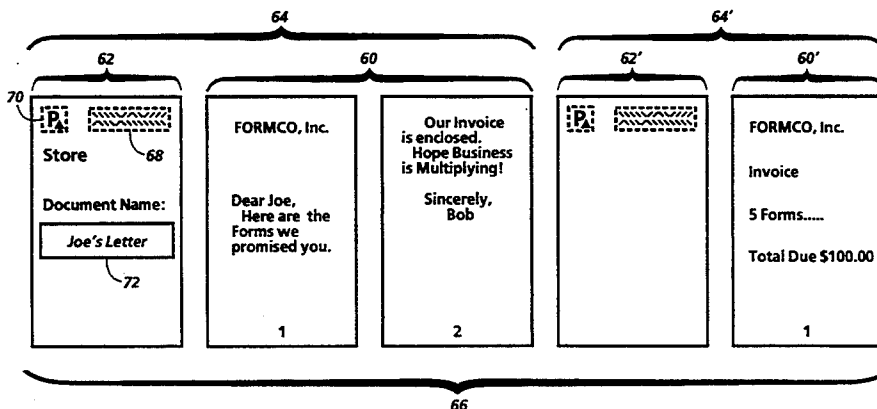 64
64'
62
60
62'
60'
70
P
68
Store
Document Name:
Joe's Letter
72
FORMCO, Inc.
Dear Joe,
Here are the
Forms we
promised you.
1
Our Invoice
is enclosed.
Hope Business
is Multiplying!
Sincerely,
Bob
2
P
FORMCO, Inc.
Invoice
5 Forms.....
Total Due $100.00
1
66